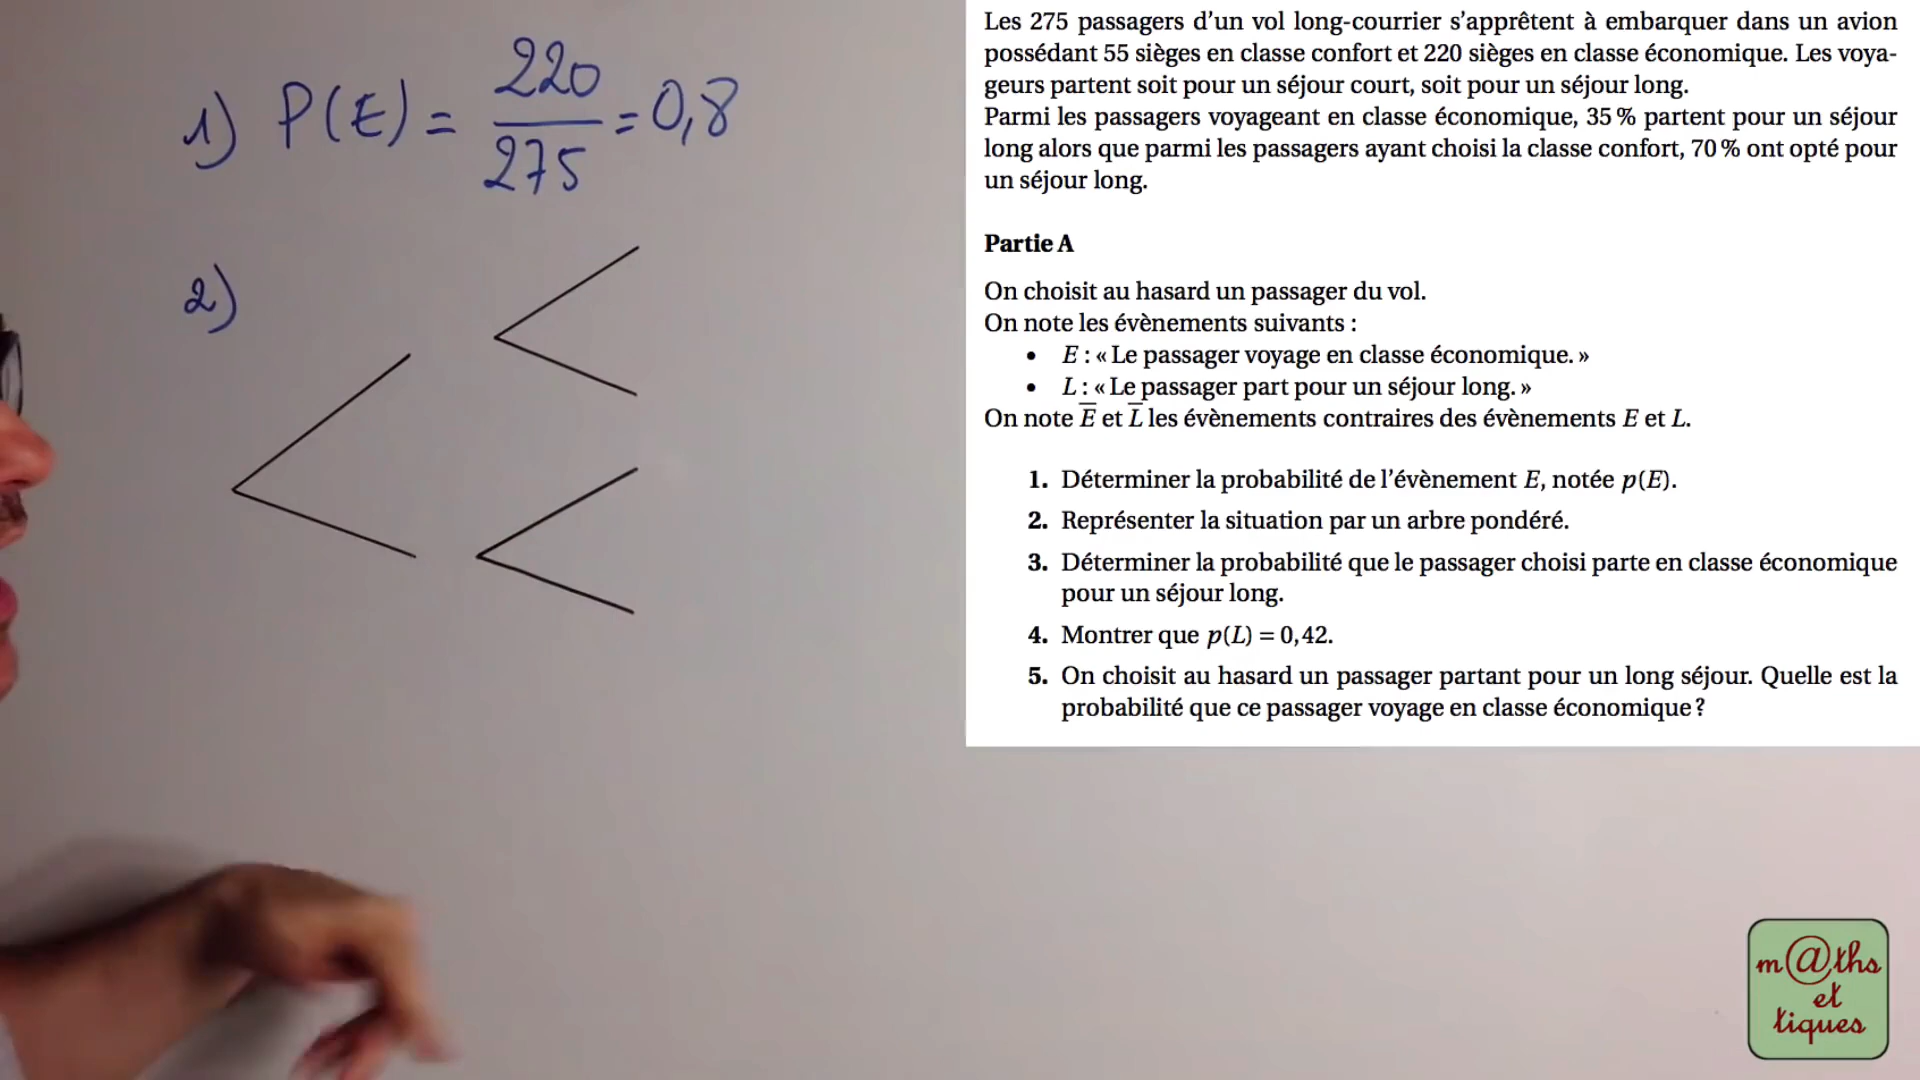 1) P(E) = 220/275 = 0,8
2)
Les 275 passagers d’un vol long-courrier s’apprêtent à embarquer dans un avion
possédant 55 sièges en classe confort et 220 sièges en classe économique. Les voya-
geurs partent soit pour un séjour court, soit pour un séjour long.
Parmi les passagers voyageant en classe économique, 35 % partent pour un séjour
long alors que parmi les passagers ayant choisi la classe confort, 70 % ont opté pour
un séjour long.
Partie A
On choisit au hasard un passager du vol.
On note les évènements suivants :
• E : « Le passager voyage en classe économique. »
• L : « Le passager part pour un séjour long. »
On note E̅ et L̅ les évènements contraires des évènements E et L.
1. Déterminer la probabilité de l’évènement E, notée p(E).
2. Représenter la situation par un arbre pondéré.
3. Déterminer la probabilité que le passager choisi parte en classe économique
pour un séjour long.
4. Montrer que p(L) = 0,42.
5. On choisit au hasard un passager partant pour un long séjour. Quelle est la
probabilité que ce passager voyage en classe économique ?
m@ths
et
tiques